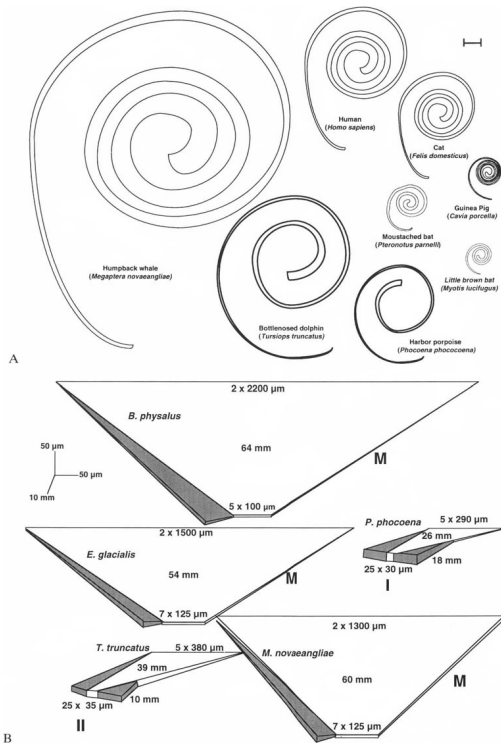 Human
(Homo sapiens)
Cat
(Felis domesticus)
Guinea Pig
(Cavia porcella)
Moustached bat
(Pteronotus parnelli)
Humpback whale
(Megaptera novaeangliae)
Little brown bat
(Myotis lucifugus)
Bottlenosed dolphin
(Tursiops truncatus)
Harbor porpoise
(Phocoena phocoena)
A
2 x 2200 µm
B. physalus
50 µm
50 µm
10 mm
64 mm
M
5 x 100 µm
2 x 1500 µm
E. glacialis
54 mm
M
7 x 125 µm
P. phocoena
5 x 290 µm
26 mm
18 mm
25 x 30 µm
I
T. truncatus
5 x 380 µm
39 mm
10 mm
25 x 35 µm
II
2 x 1300 µm
M. novaeangliae
60 mm
M
7 x 125 µm
B